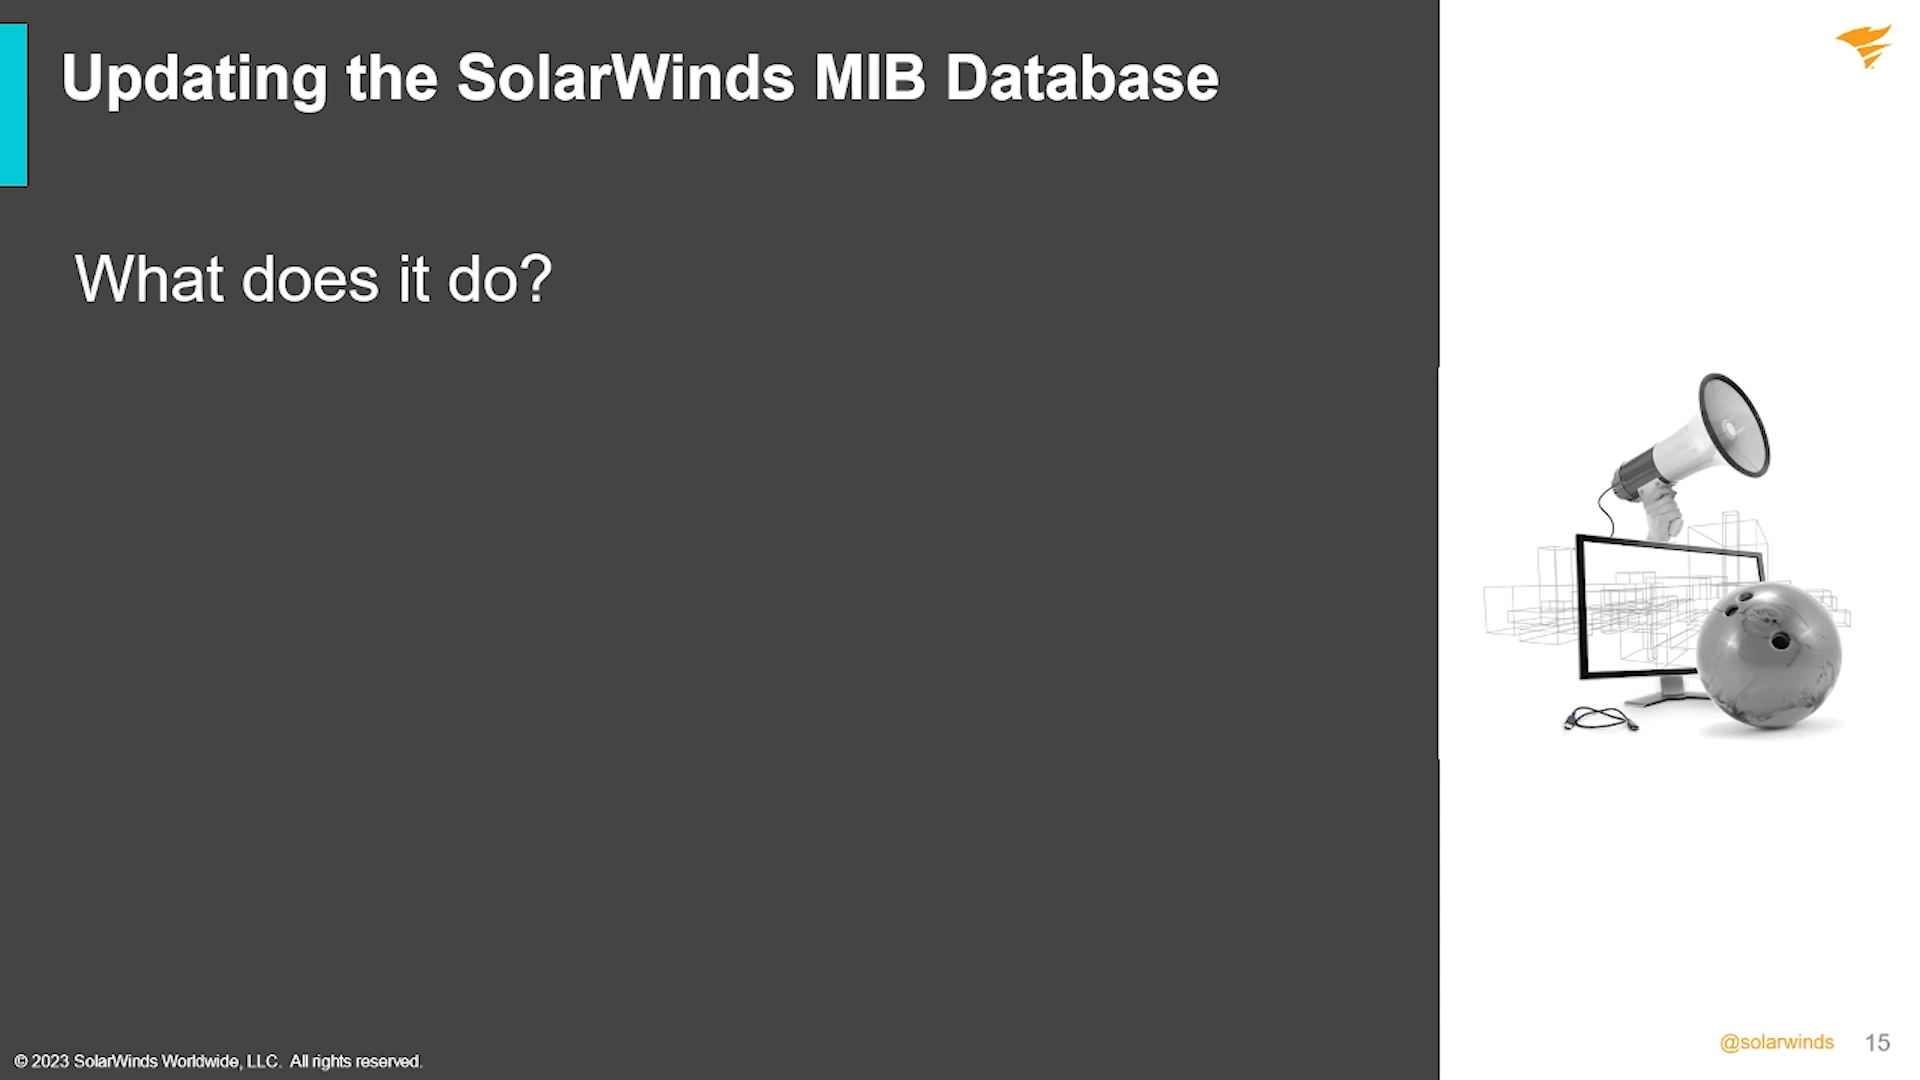 Updating the SolarWinds MIB Database
What does it do?
© 2023 SolarWinds Worldwide, LLC. All rights reserved.
@solarwinds 15